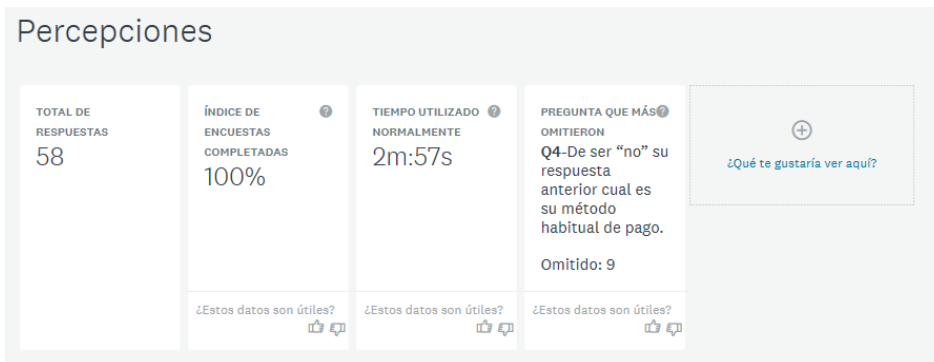 Percepciones
TOTAL DE
RESPUESTAS
58
ÍNDICE DE
ENCUESTAS
COMPLETADAS
100%
TIEMPO UTILIZADO
NORMALMENTE
2m:57s
PREGUNTA QUE MÁS
OMITIERON
Q4-De ser “no” su
respuesta
anterior cual es
su método
habitual de pago.
Omitido: 9
¿Qué te gustaría ver aquí?
¿Estos datos son útiles?
¿Estos datos son útiles?
¿Estos datos son útiles?